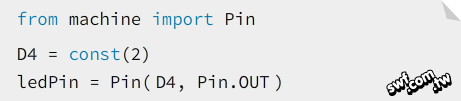 from machine import Pin
D4 = const(2)
ledPin = Pin(D4, Pin.OUT)
swf.com.tw